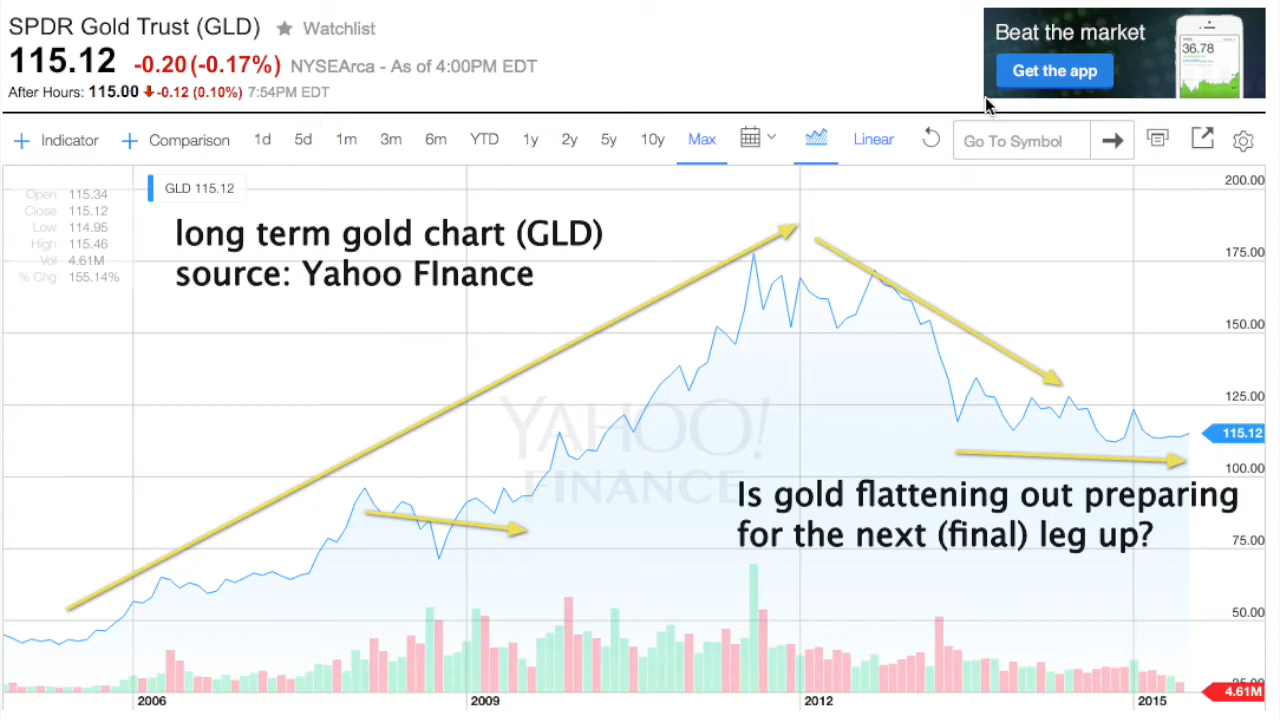 SPDR Gold Trust (GLD) ★ Watchlist
115.12 -0.20 (-0.17%) NYSEArca - As of 4:00PM EDT
After Hours: 115.00 -0.12 (0.10%) 7:54PM EDT
Beat the market
Get the app
36.78
+ Indicator + Comparison 1d 5d 1m 3m 6m YTD 1y 2y 5y 10y Max Linear Go To Symbol
GLD 115.12
Open 115.34
Close 115.12
Low 114.95
High 115.46
Vol 4.61M
% Chg 155.14%
long term gold chart (GLD)
source: Yahoo FInance
200.00
175.00
150.00
125.00
115.12
100.00
75.00
50.00
4.61M
YAHOO!
FINANCE
Is gold flattening out preparing
for the next (final) leg up?
2006 2009 2012 2015